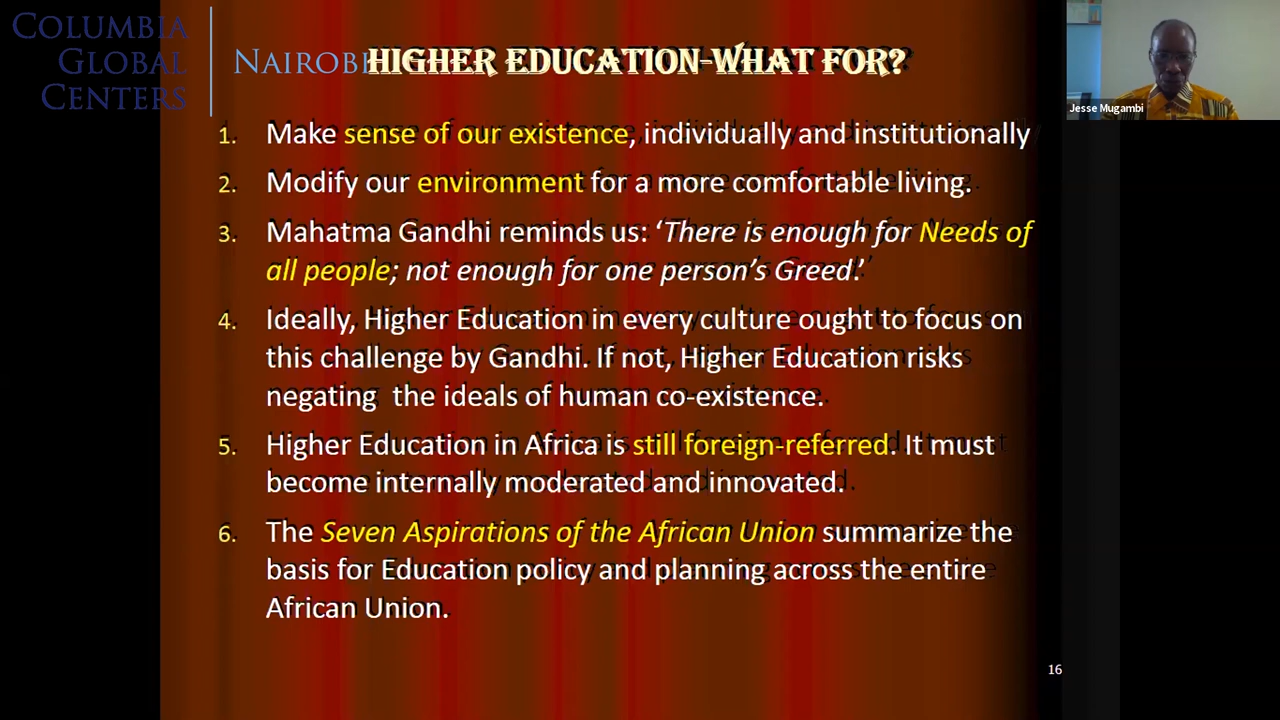 COLUMBIA
GLOBAL
CENTERS
NAIROBI
HIGHER EDUCATION-WHAT FOR?
Jesse Mugambi
1. Make sense of our existence, individually and institutionally
2. Modify our environment for a more comfortable living.
3. Mahatma Gandhi reminds us: ‘There is enough for Needs of
all people; not enough for one person’s Greed.’
4. Ideally, Higher Education in every culture ought to focus on
this challenge by Gandhi. If not, Higher Education risks
negating the ideals of human co-existence.
5. Higher Education in Africa is still foreign-referred. It must
become internally moderated and innovated.
6. The Seven Aspirations of the African Union summarize the
basis for Education policy and planning across the entire
African Union.
16